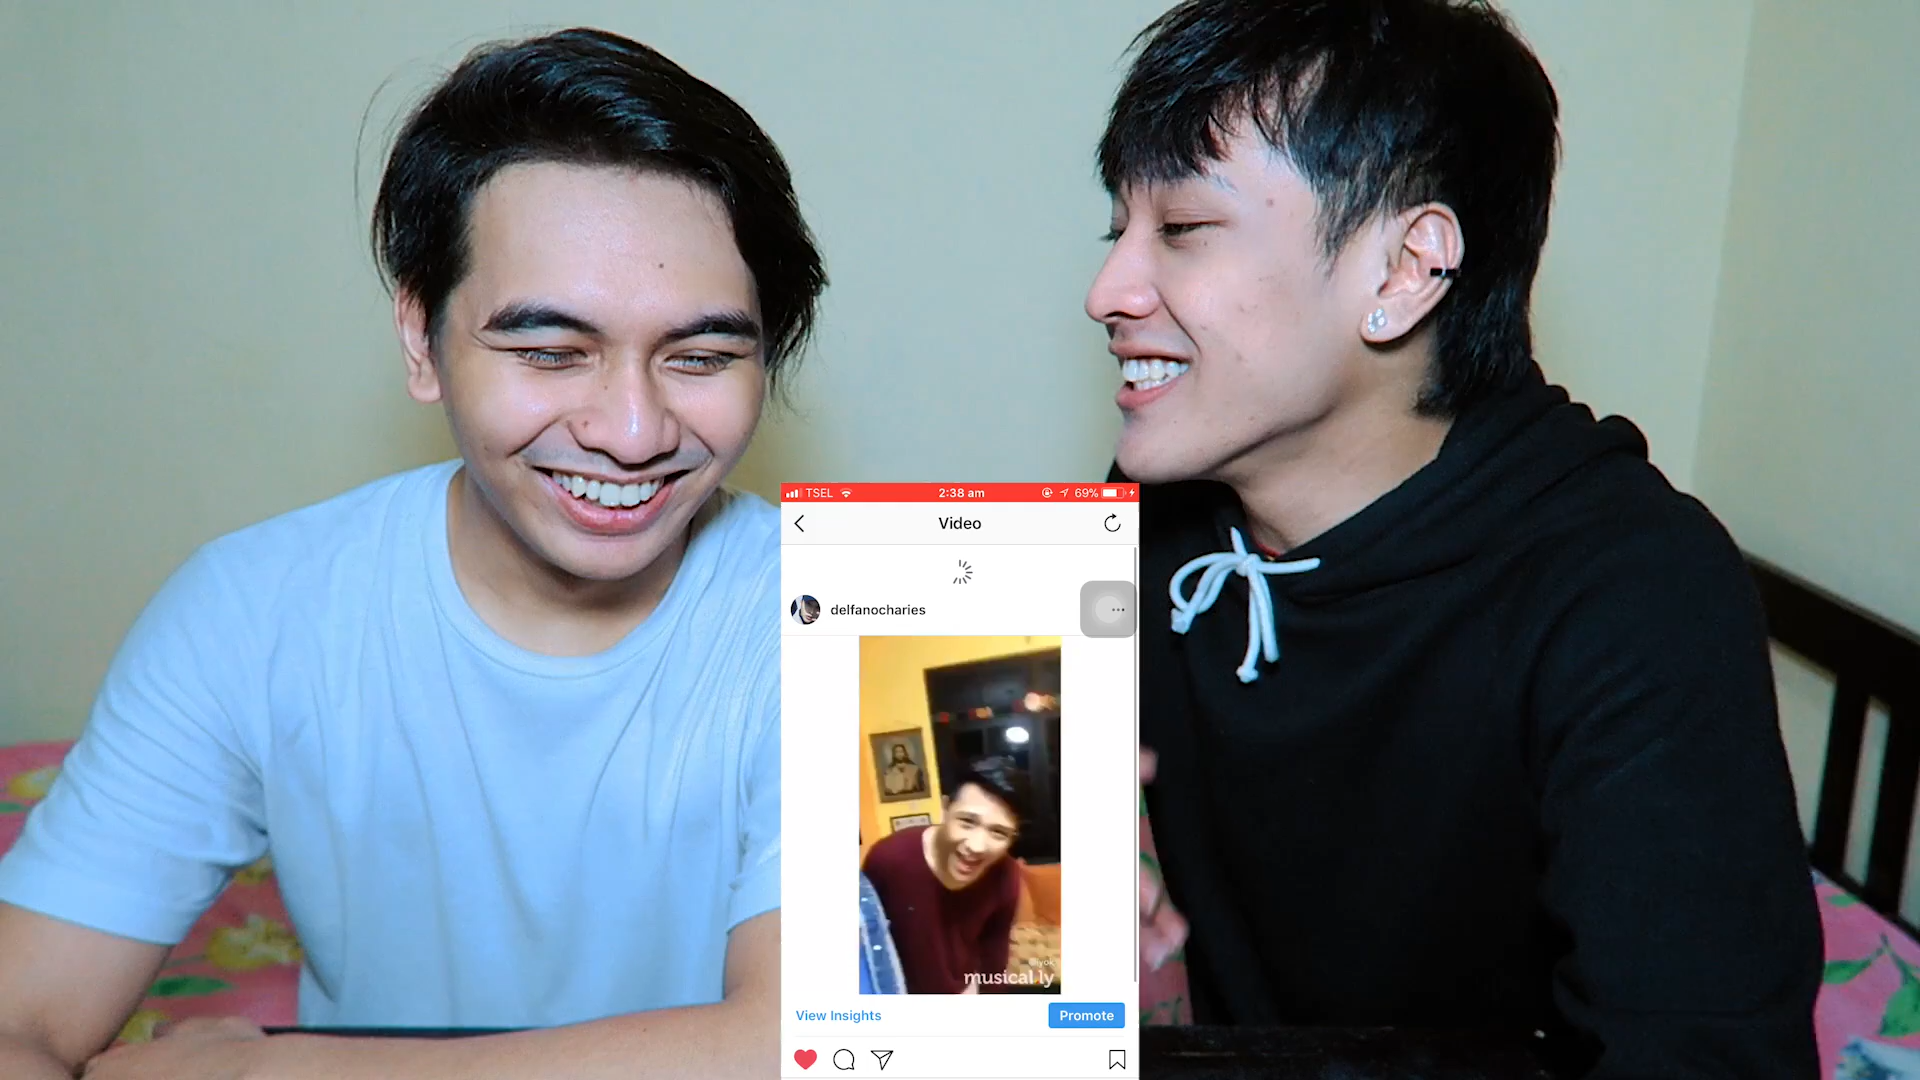 TSEL 2:38 am 69%
Video
delfanocharies
musical.ly
View Insights Promote